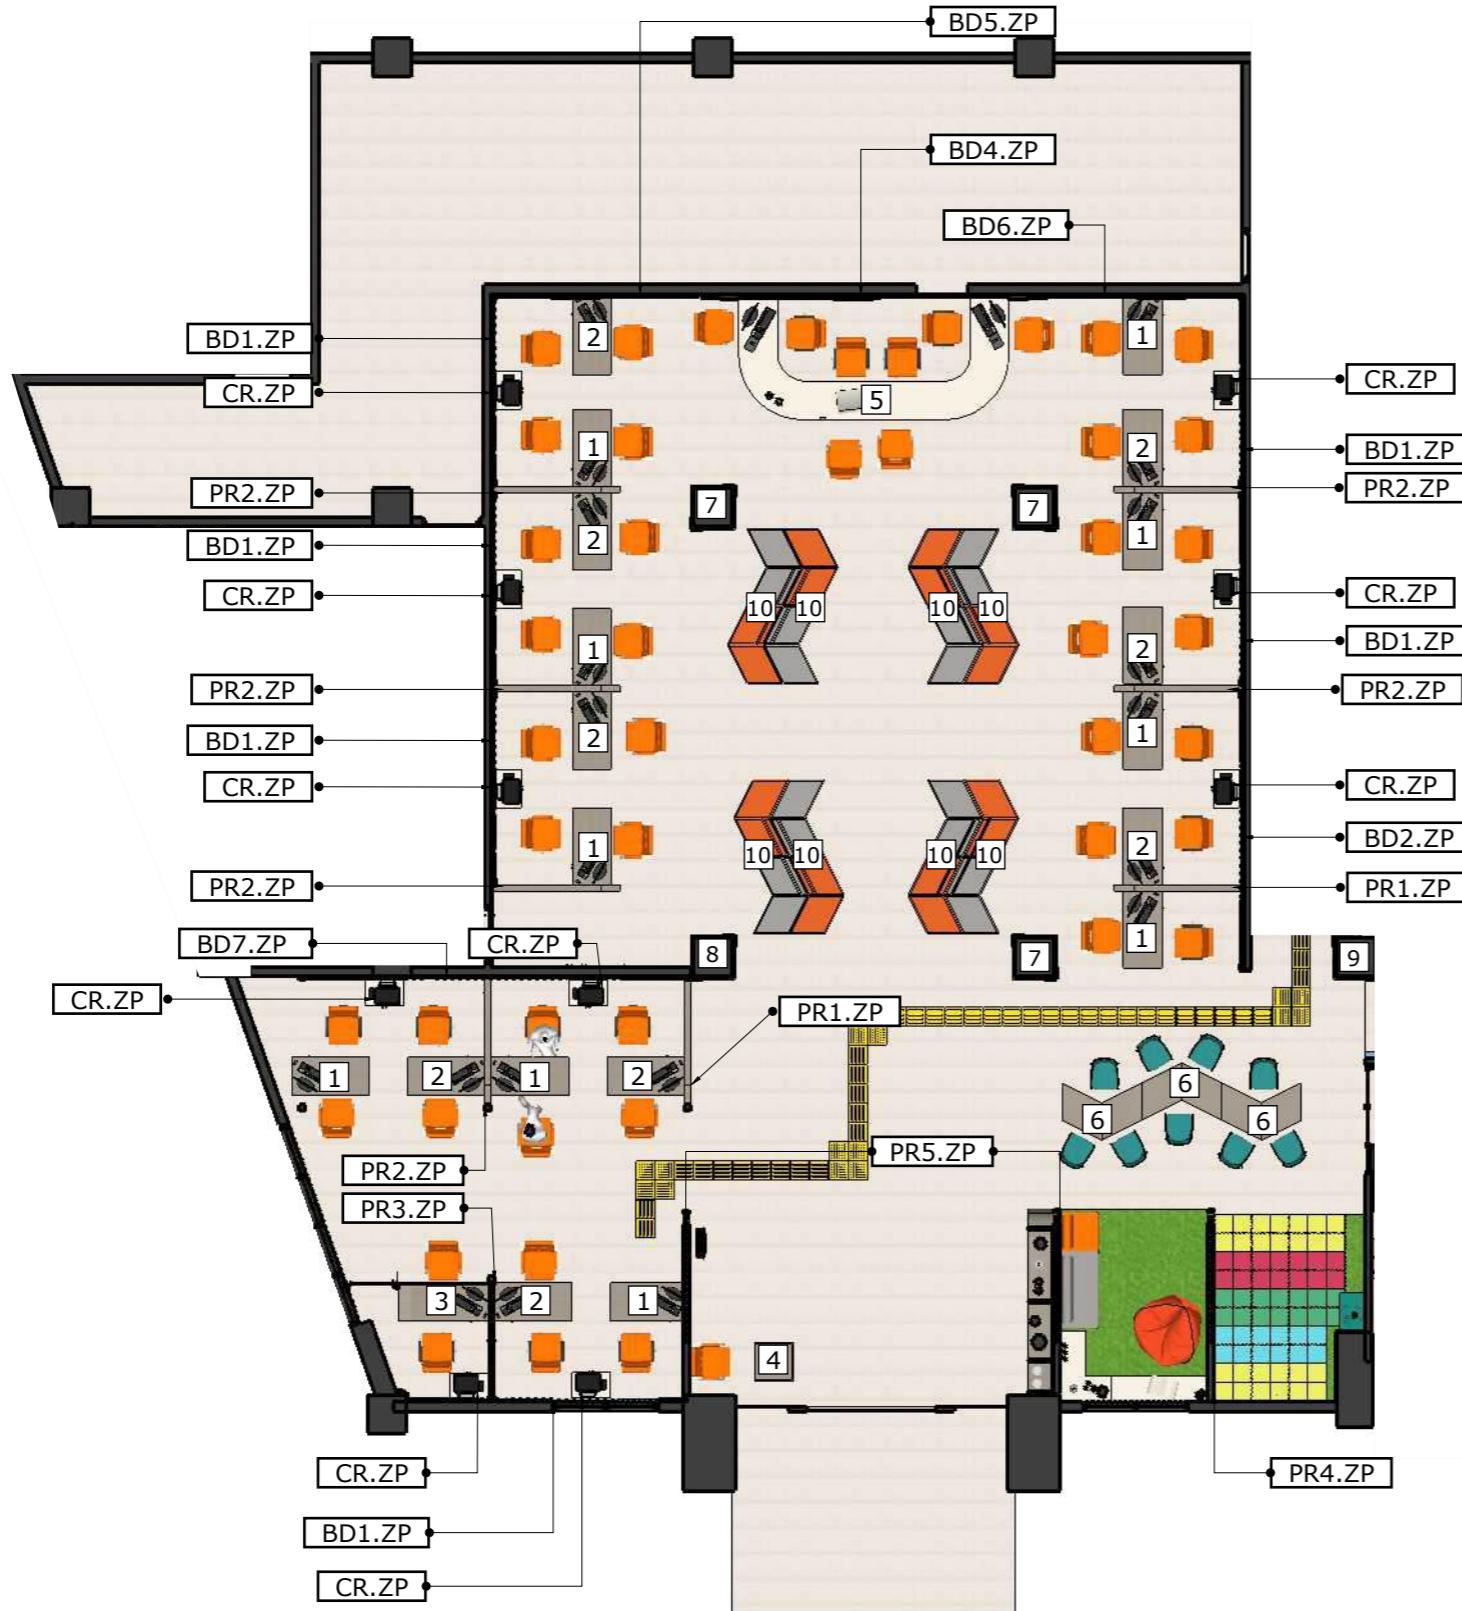 BD5.ZP
BD4.ZP
BD6.ZP
BD1.ZP 2 1
CR.ZP 5 CR.ZP
1 2 BD1.ZP
PR2.ZP 7 7 PR2.ZP
BD1.ZP 2 1
CR.ZP 10 10 10 10 CR.ZP
1 2 BD1.ZP
PR2.ZP PR2.ZP
BD1.ZP 2 1
CR.ZP CR.ZP
1 10 10 10 10 2 BD2.ZP
PR2.ZP PR1.ZP
BD7.ZP CR.ZP 8 7 1 9
CR.ZP PR1.ZP
1 2 1 2 6
6 6
PR2.ZP PR5.ZP
PR3.ZP
3 2 1
4
CR.ZP PR4.ZP
BD1.ZP
CR.ZP